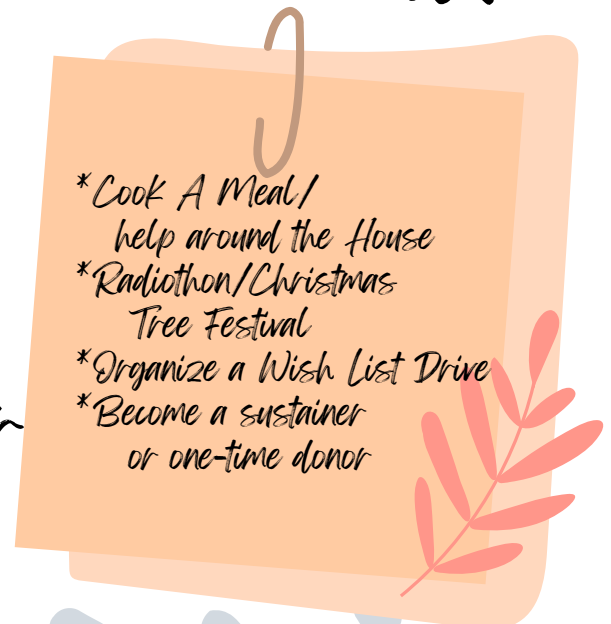 *Cook A Meal/
help around the House
*Radiothon/Christmas
Tree Festival
*Organize a Wish List Drive
*Become a sustainer
or one-time donor